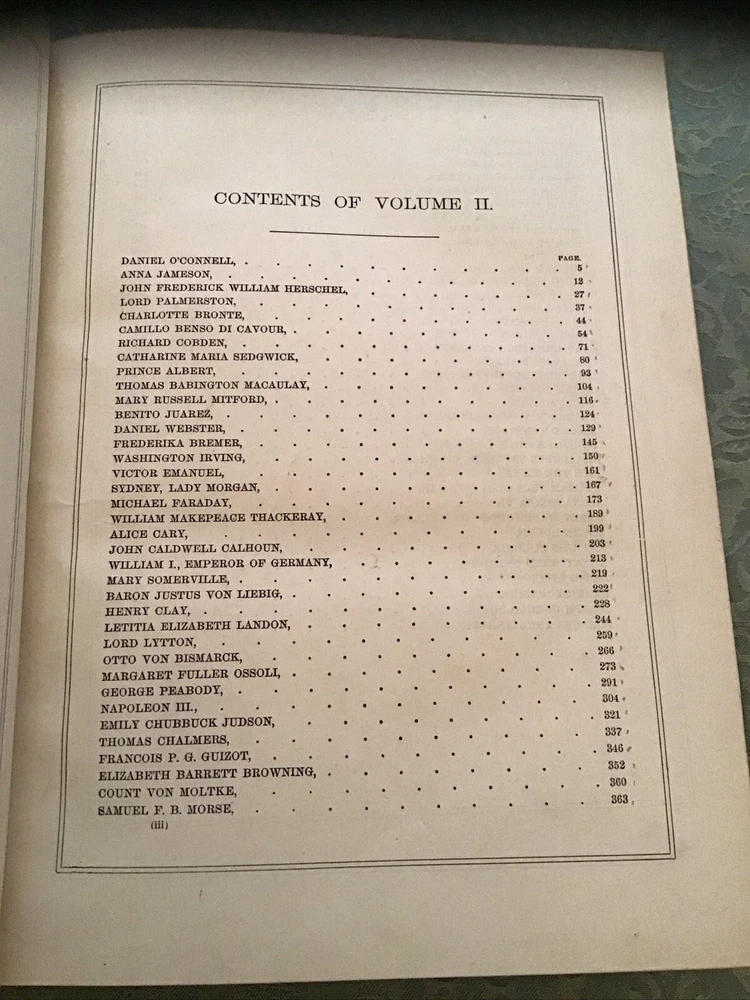 CONTENTS OF VOLUME II.
PAGE.
DANIEL O'CONNELL, 5
ANNA JAMESON, 12
JOHN FREDERICK WILLIAM HERSCHEL, 27
LORD PALMERSTON, 37
CHARLOTTE BRONTE, 44
CAMILLO BENSO DI CAVOUR, 54
RICHARD COBDEN, 71
CATHARINE MARIA SEDGWICK, 80
PRINCE ALBERT, 93
THOMAS BABINGTON MACAULAY, 104
MARY RUSSELL MITFORD, 116
BENITO JUAREZ, 124
DANIEL WEBSTER, 129
FREDERIKA BREMER, 145
WASHINGTON IRVING, 150
VICTOR EMANUEL, 161
SYDNEY, LADY MORGAN, 167
MICHAEL FARADAY, 173
WILLIAM MAKEPEACE THACKERAY, 189
ALICE CARY, 199
JOHN CALDWELL CALHOUN, 203
WILLIAM I., EMPEROR OF GERMANY, 213
MARY SOMERVILLE, 219
BARON JUSTUS VON LIEBIG, 222
HENRY CLAY, 228
LETITIA ELIZABETH LANDON, 244
LORD LYTTON, 259
OTTO VON BISMARCK, 266
MARGARET FULLER OSSOLI, 273
GEORGE PEABODY, 291
NAPOLEON III., 304
EMILY CHUBBUCK JUDSON, 321
THOMAS CHALMERS, 337
FRANCOIS P. G. GUIZOT, 346
ELIZABETH BARRETT BROWNING, 352
COUNT VON MOLTKE, 360
SAMUEL F. B. MORSE, 363
(iii)